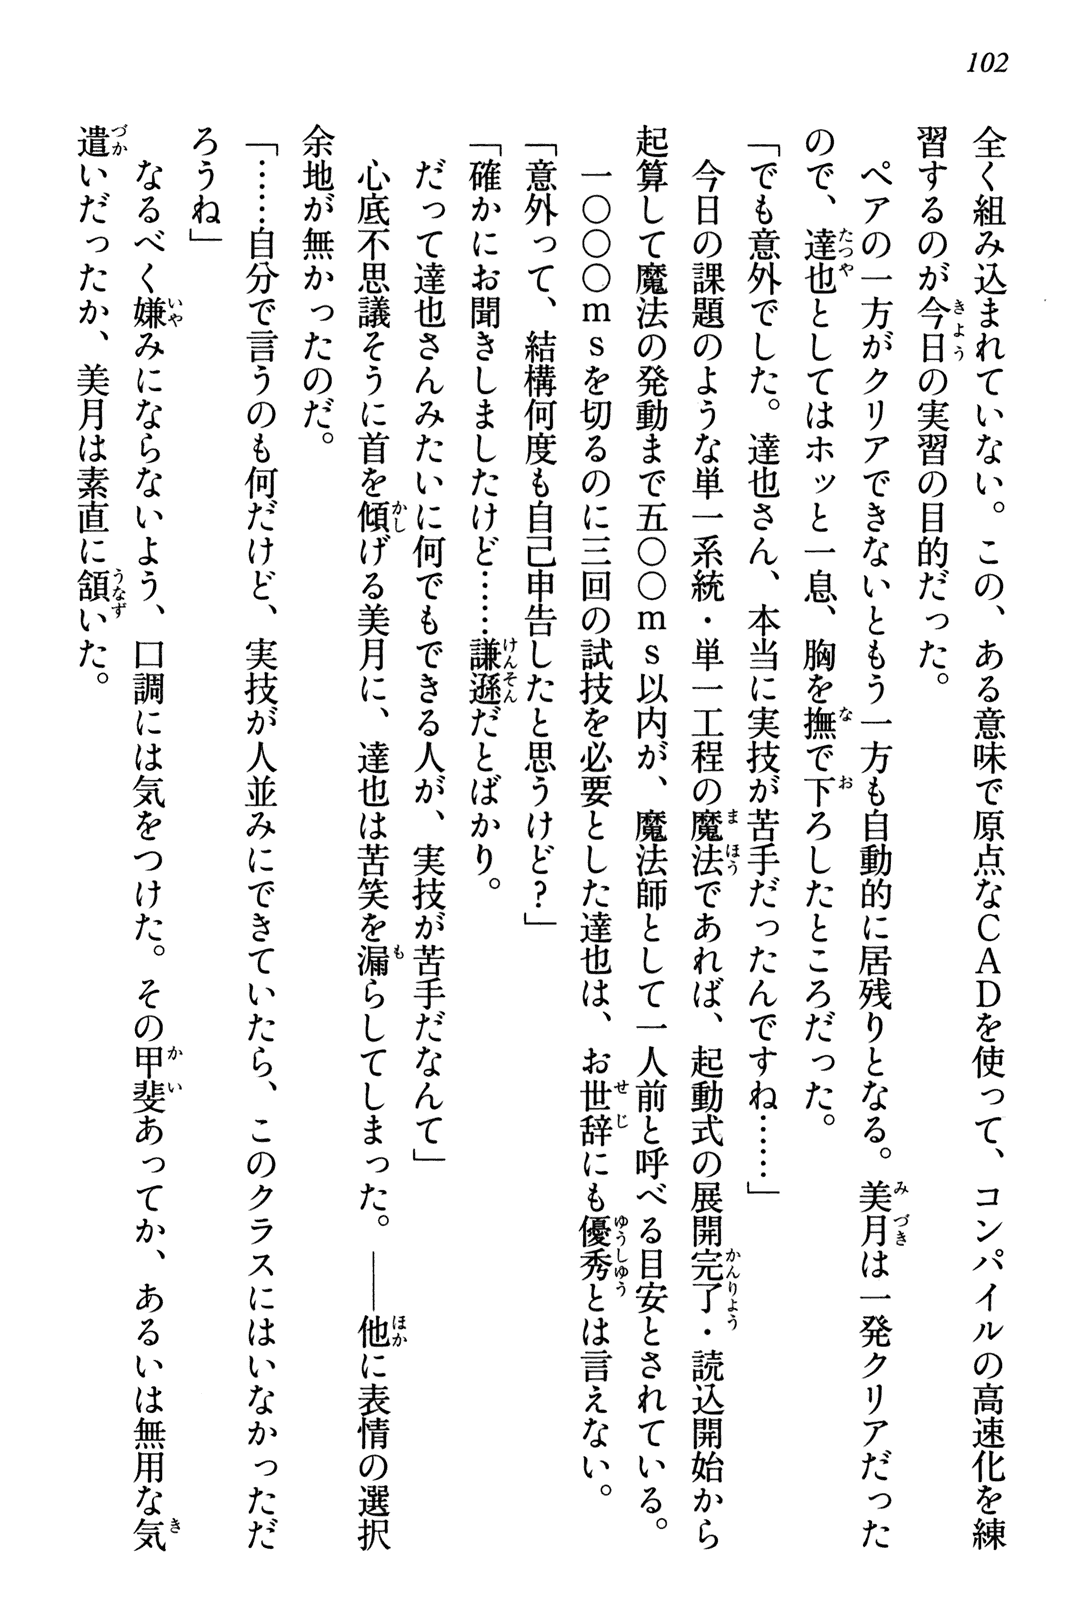 102
全く組み込まれていない。この、ある意味で原点なCADを使って、コンパイルの高速化を練
習するのが今日の実習の目的だった。
ペアの一方がクリアできないともう一方も自動的に居残りとなる。美月は一発クリアだった
ので、達也としてはホッと一息、胸を撫で下ろしたところだった。
「でも意外でした。達也さん、本当に実技が苦手だったんですね……」
今日の課題のような単一系統・単一工程の魔法であれば、起動式の展開完了・読込開始から
起算して魔法の発動まで五〇〇ms以内が、魔法師として一人前と呼べる目安とされている。
一〇〇〇msを切るのに三回の試技を必要とした達也は、お世辞にも優秀とは言えない。
「意外って、結構何度も自己申告したと思うけど？」
「確かにお聞きしましたけど……謙遜だとばかり。
だって達也さんみたいに何でもできる人が、実技が苦手だなんて」
心底不思議そうに首を傾げる美月に、達也は苦笑を漏らしてしまった。――他に表情の選択
余地が無かったのだ。
「……自分で言うのも何だけど、実技が人並みにできていたら、このクラスにはいなかっただ
ろうね」
なるべく嫌みにならないよう、口調には気をつけた。その甲斐あってか、あるいは無用な気
遣いだったか、美月は素直に頷いた。